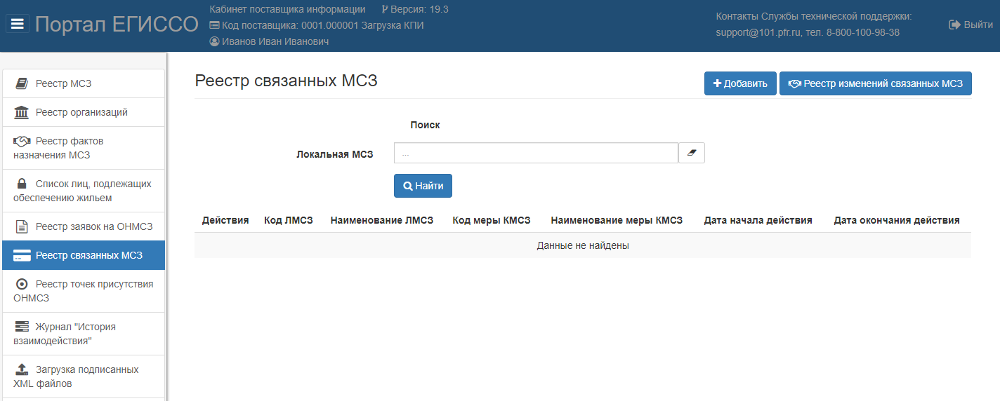 Портал ЕГИССО
Кабинет поставщика информации Версия: 19.3
Код поставщика: 0001.000001 Загрузка КПИ
Иванов Иван Иванович
Контакты Службы технической поддержки:
support@101.pfr.ru, тел. 8-800-100-98-38
Выйти
Реестр МСЗ
Реестр организаций
Реестр фактов
назначения МСЗ
Список лиц, подлежащих
обеспечению жильем
Реестр заявок на ОНМСЗ
Реестр связанных МСЗ
Реестр точек присутствия
ОНМСЗ
Журнал "История
взаимодействия"
Загрузка подписанных
XML файлов
Реестр связанных МСЗ
Добавить
Реестр изменений связанных МСЗ
Поиск
Локальная МСЗ ...
Найти
Действия Код ЛМСЗ Наименование ЛМСЗ Код меры КМСЗ Наименование меры КМСЗ Дата начала действия Дата окончания действия
Данные не найдены